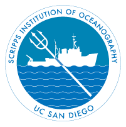 SCRIPPS INSTITUTION OF OCEANOGRAPHY
UC SAN DIEGO